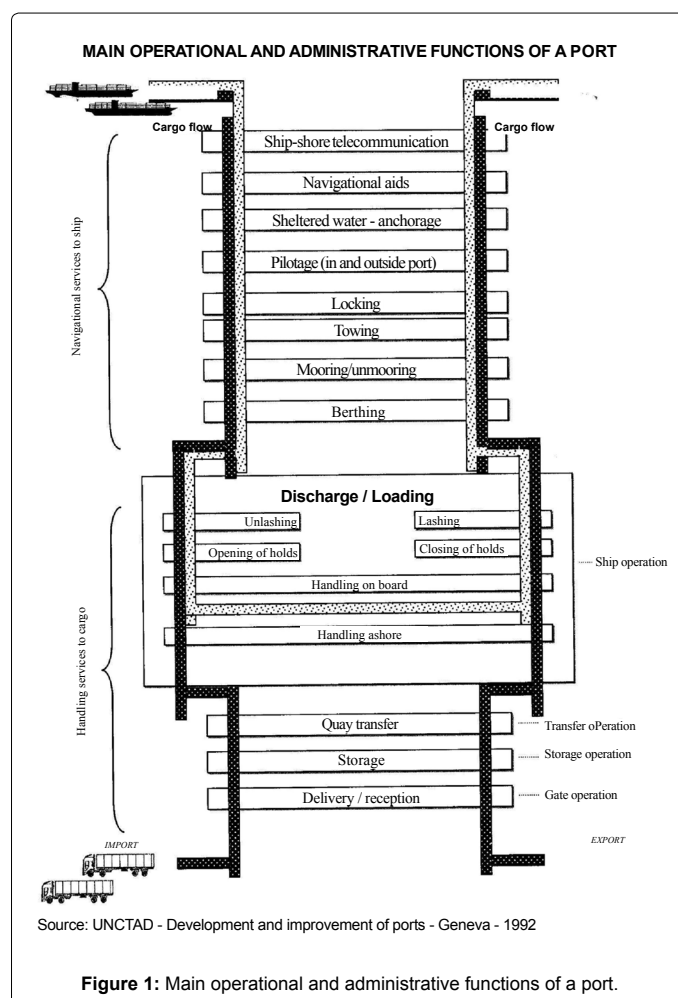 MAIN OPERATIONAL AND ADMINISTRATIVE FUNCTIONS OF A PORT
Cargo flow
Cargo flow
Ship-shore telecommunication
Navigational aids
Sheltered water - anchorage
Pilotage (in and outside port)
Locking
Towing
Mooring/unmooring
Berthing
Navigational services to ship
Discharge / Loading
Unlashing
Lashing
Opening of holds
Closing of holds
Handling on board
Handling ashore
Ship operation
Handling services to cargo
Quay transfer
Transfer oPeration
Storage
Storage operation
Delivery / reception
Gate operation
IMPORT
EXPORT
Source: UNCTAD - Development and improvement of ports - Geneva - 1992
Figure 1: Main operational and administrative functions of a port.